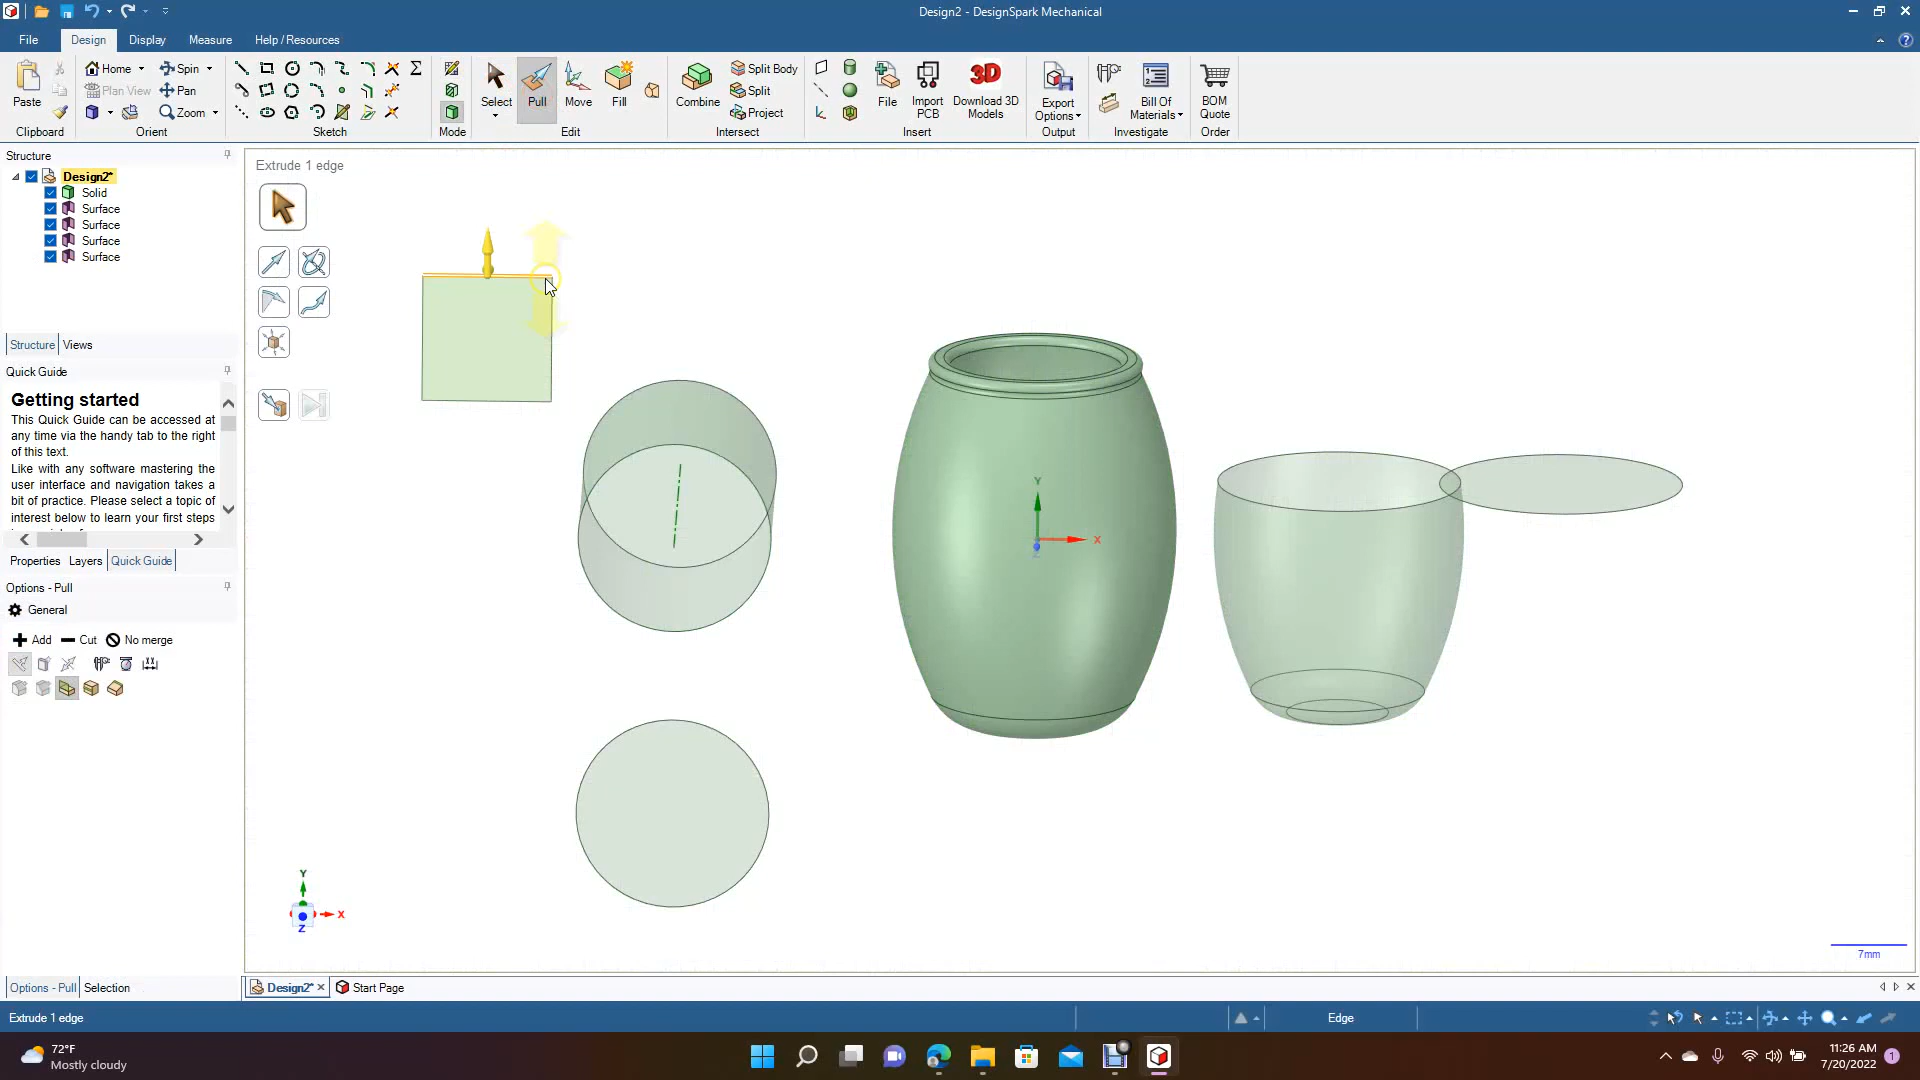 Design2 - DesignSpark Mechanical
File Design Display Measure Help / Resources
Paste
Clipboard
Home Spin
Plan View Pan
Zoom
Orient
Sketch
Mode
Select Pull Move Fill
Edit
Combine
Split Body
Split
Project
Intersect
File
Import PCB
Download 3D Models
Insert
Export Options
Output
Bill Of Materials
Investigate
BOM Quote
Order
Structure
Design2*
Solid
Surface
Surface
Surface
Surface
Structure Views
Quick Guide
Getting started
This Quick Guide can be accessed at
any time via the handy tab to the right
of this text.
Like with any software mastering the
user interface and navigation takes a
bit of practice. Please select a topic of
interest below to learn your first steps
Properties Layers Quick Guide
Options - Pull
General
Add Cut No merge
Options - Pull Selection
Extrude 1 edge
Y
X
Z
Y
X
7mm
Design2* Start Page
Extrude 1 edge
Edge
72°F
Mostly cloudy
11:26 AM
7/20/2022
1